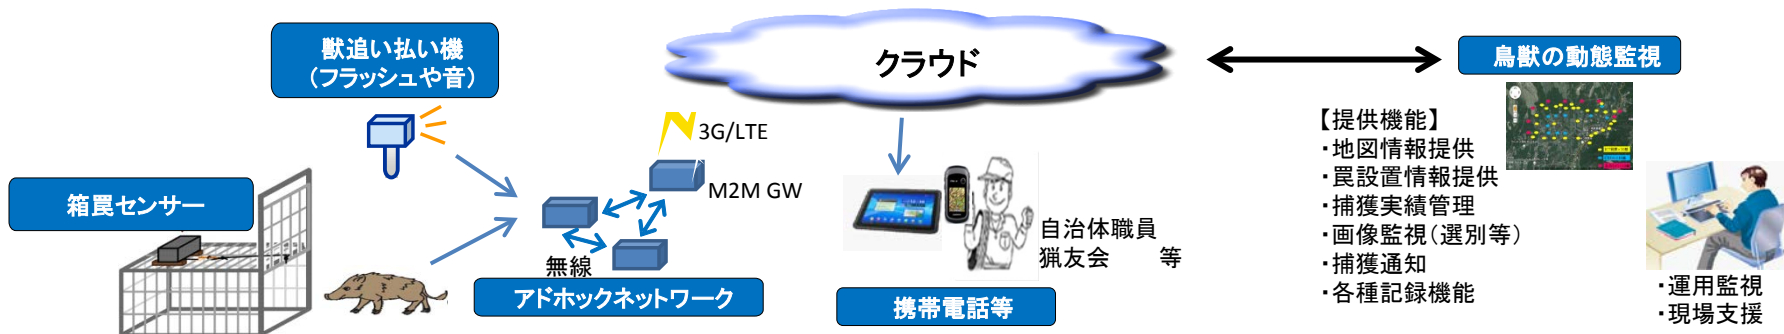 獣追い払い機
（フラッシュや音）
箱罠センサー
3G/LTE
M2M GW
無線
アドホックネットワーク
クラウド
自治体職員
猟友会　　等
携帯電話等
鳥獣の動態監視
【提供機能】
・地図情報提供
・罠設置情報提供
・捕獲実績管理
・画像監視（選別等）
・捕獲通知
・各種記録機能
・運用監視
・現場支援